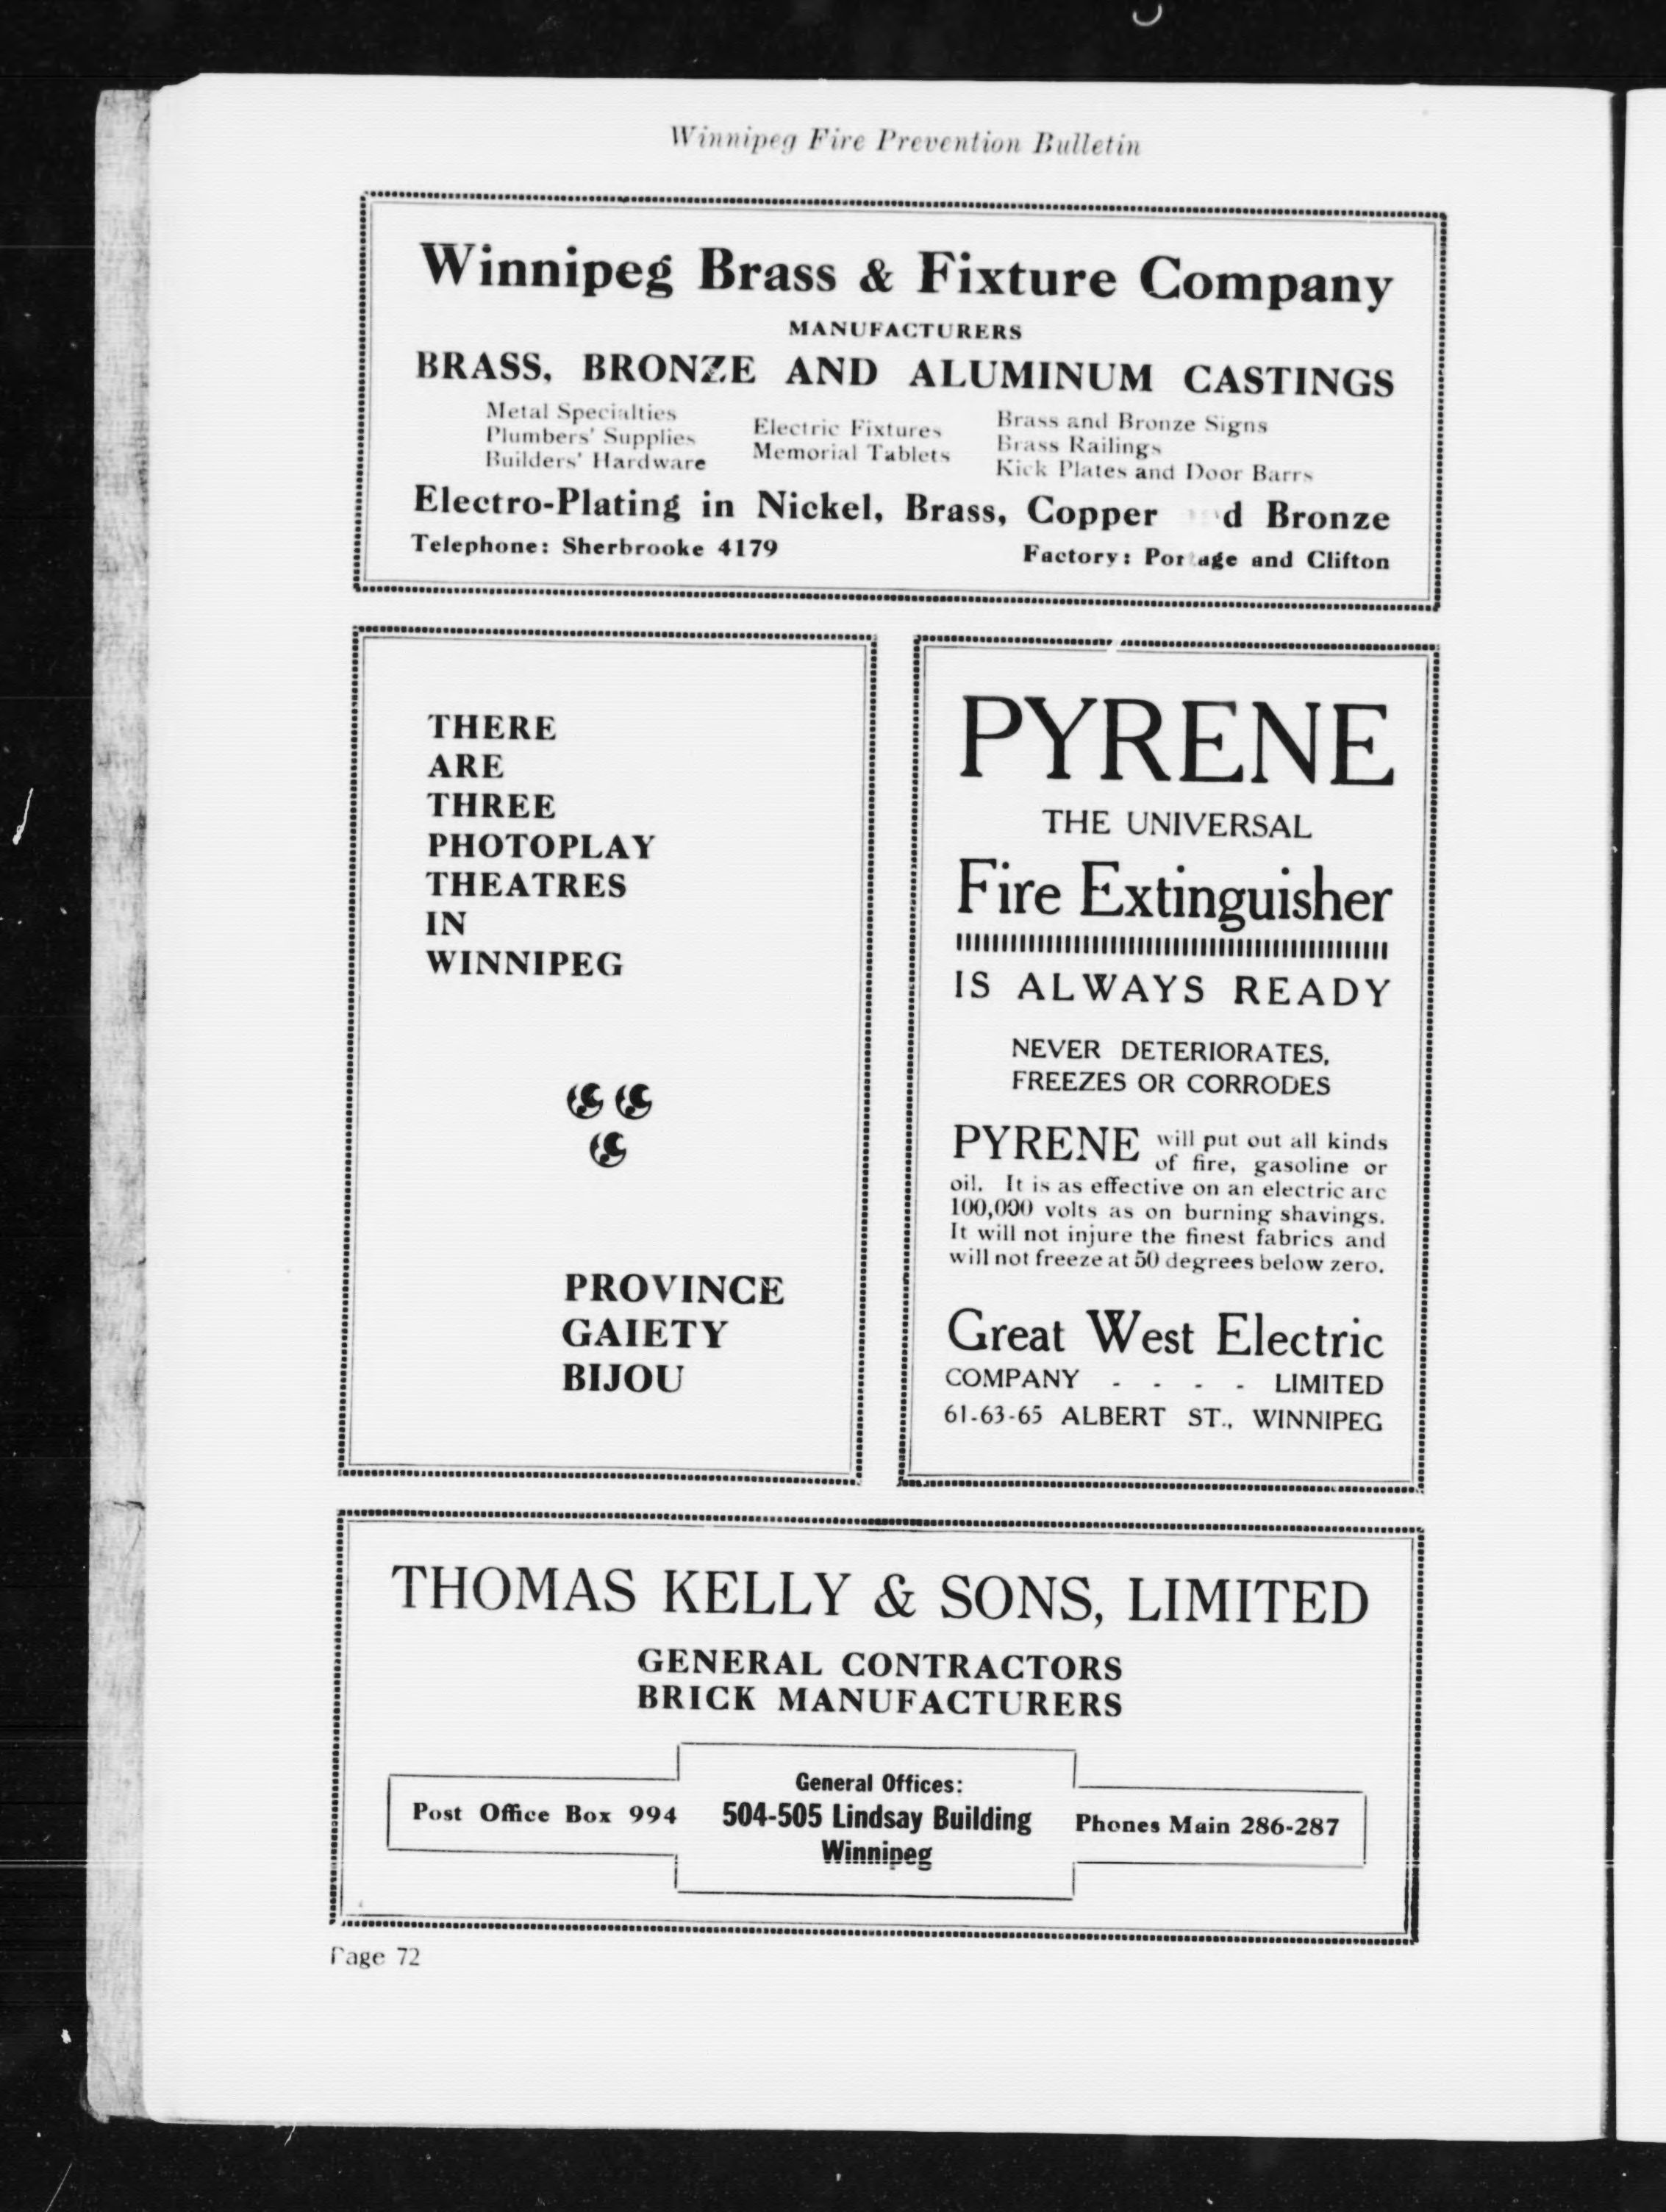 Winnipeg Fire Prevention Bulletin
Winnipeg Brass & Fixture Company
MANUFACTURERS
BRASS, BRONZE AND ALUMINUM CASTINGS
Metal Specialties
Plumbers' Supplies
Builders' Hardware
Electric Fixtures
Memorial Tablets
Brass and Bronze Signs
Brass Railings
Kick Plates and Door Barrs
Electro-Plating in Nickel, Brass, Copper and Bronze
Telephone: Sherbrooke 4179
Factory: Portage and Clifton
THERE
ARE
THREE
PHOTOPLAY
THEATRES
IN
WINNIPEG
PROVINCE
GAIETY
BIJOU
PYRENE
THE UNIVERSAL
Fire Extinguisher
IS ALWAYS READY
NEVER DETERIORATES,
FREEZES OR CORRODES
PYRENE will put out all kinds
of fire, gasoline or
oil. It is as effective on an electric arc
100,000 volts as on burning shavings.
It will not injure the finest fabrics and
will not freeze at 50 degrees below zero.
Great West Electric
COMPANY - - - - LIMITED
61-63-65 ALBERT ST., WINNIPEG
THOMAS KELLY & SONS, LIMITED
GENERAL CONTRACTORS
BRICK MANUFACTURERS
Post Office Box 994
General Offices:
504-505 Lindsay Building
Winnipeg
Phones Main 286-287
Page 72